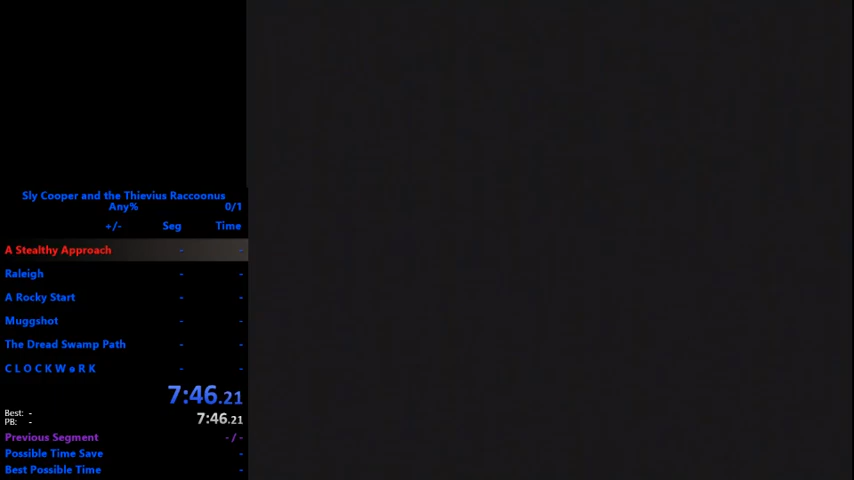 Sly Cooper and the Thievius Raccoonus
Any% 0/1
+/- Seg Time
A Stealthy Approach - -
Raleigh - -
A Rocky Start - -
Muggshot - -
The Dread Swamp Path - -
C L O C K W e R K - -
7:46.21
Best: -
PB: - 7:46.21
Previous Segment - / -
Possible Time Save -
Best Possible Time -